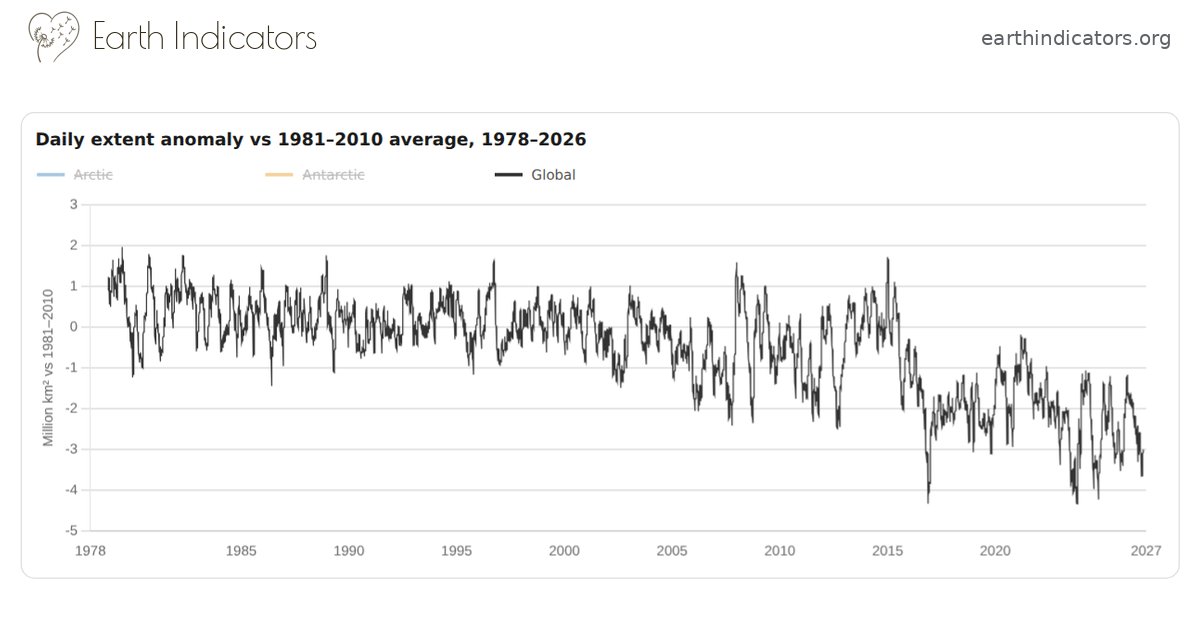 Earth Indicators
earthindicators.org
Daily extent anomaly vs 1981–2010 average, 1978–2026
Arctic
Antarctic
Global
Million km² vs 1981–2010
3
2
1
0
-1
-2
-3
-4
-5
1978 1985 1990 1995 2000 2005 2010 2015 2020 2027